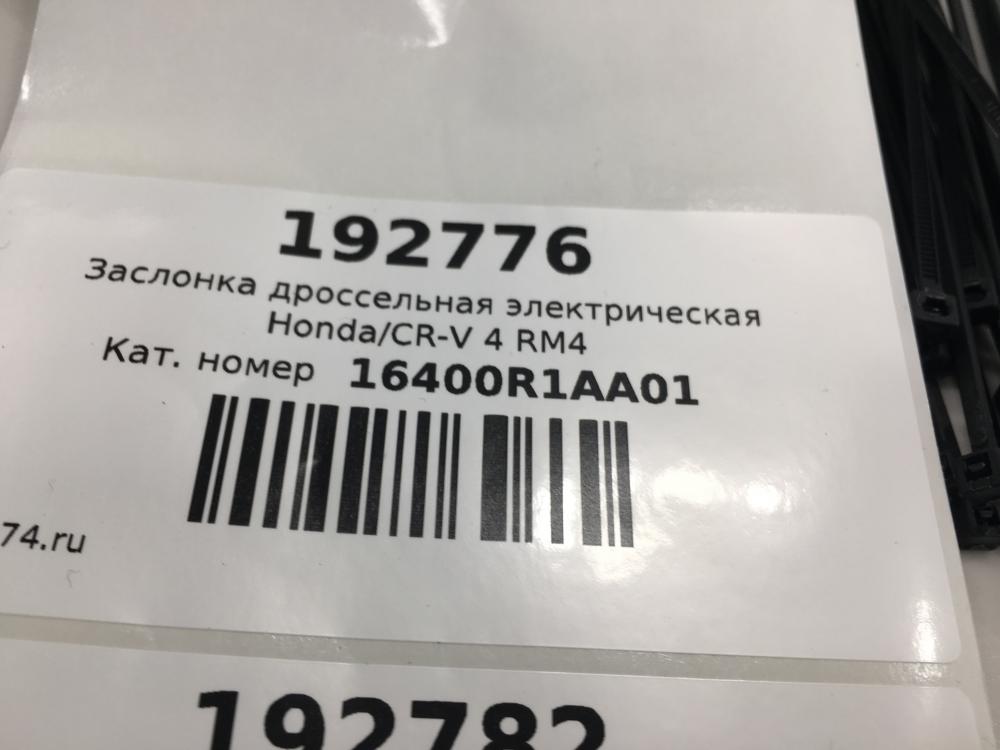 192776
Заслонка дроссельная электрическая
Honda/CR-V 4 RM4
Кат. номер 16400R1AA01
74.ru
192782